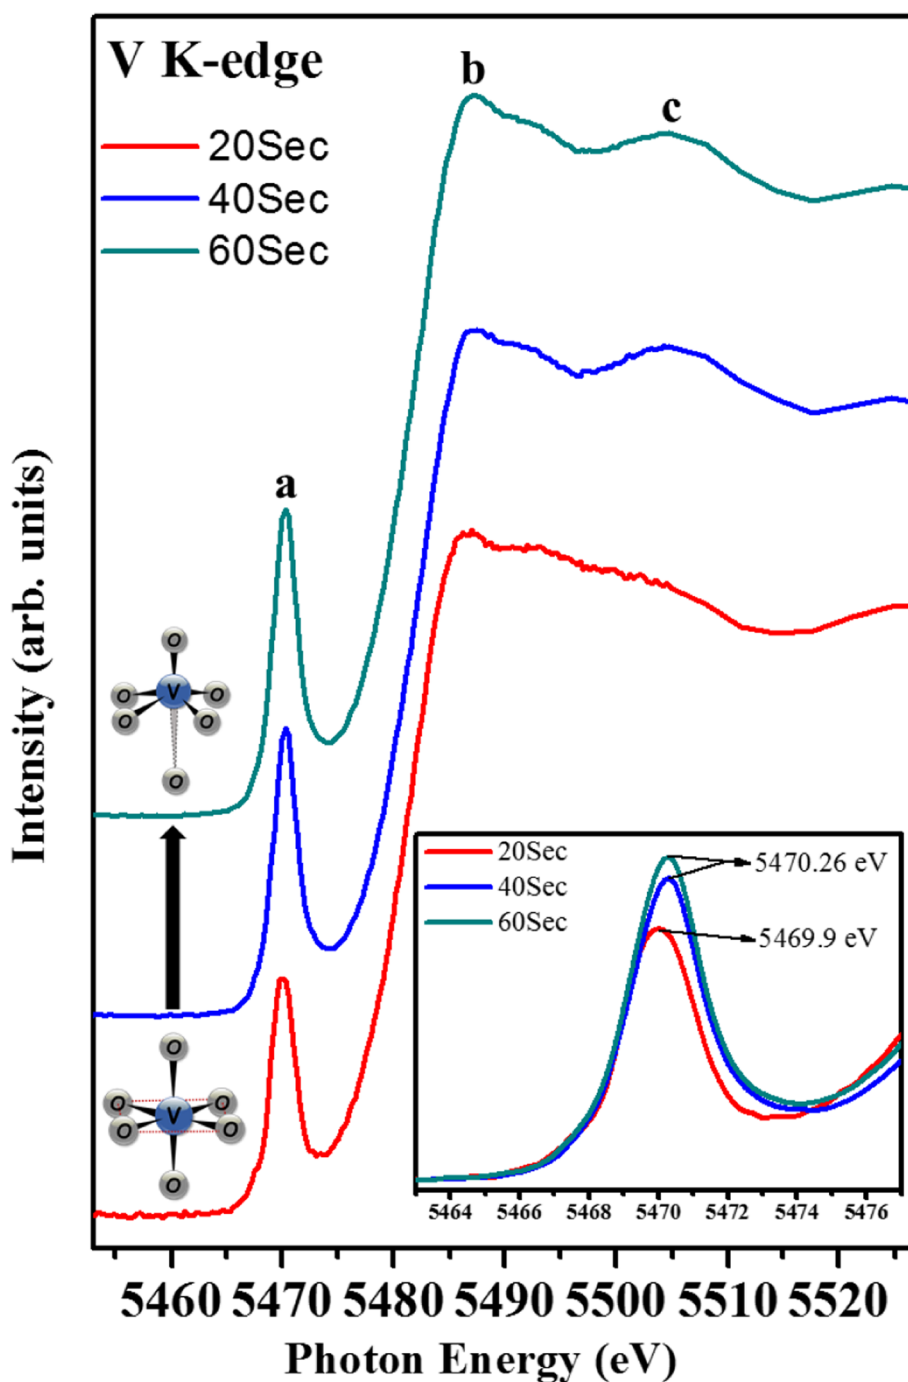 V K-edge
20Sec
40Sec
60Sec
a
b
c
Intensity (arb. units)
O
V
O
O
O
O
O
O
O
V
O
O
O
O
20Sec
40Sec
60Sec
5470.26 eV
5469.9 eV
5464 5466 5468 5470 5472 5474 5476
5460 5470 5480 5490 5500 5510 5520
Photon Energy (eV)